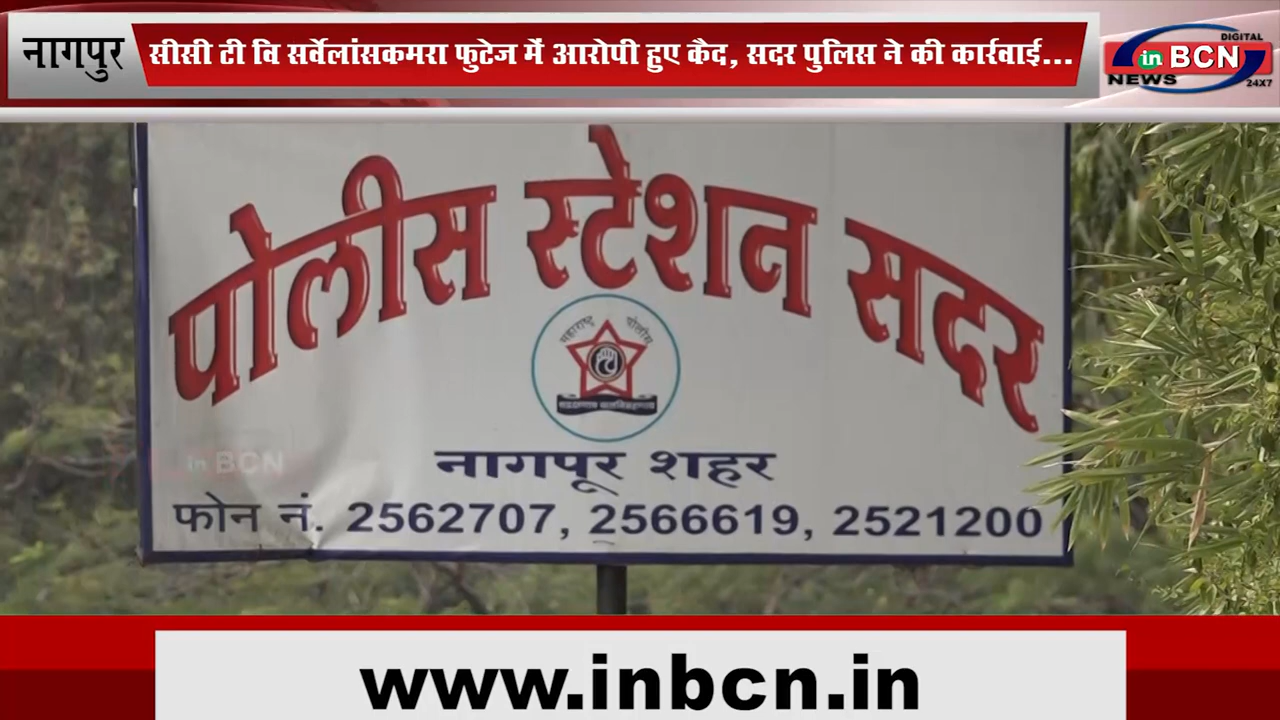 नागपुर
सीसी टी वि सर्वेलांसकमरा फुटेज में आरोपी हुए कैद, सदर पुलिस ने की कार्रवाई...
DIGITAL
in BCN
NEWS 24X7
पोलीस स्टेशन सदर
महाराष्ट्र पोलीस
in BCN
नागपूर शहर
फोन नं. 2562707, 2566619, 2521200
www.inbcn.in